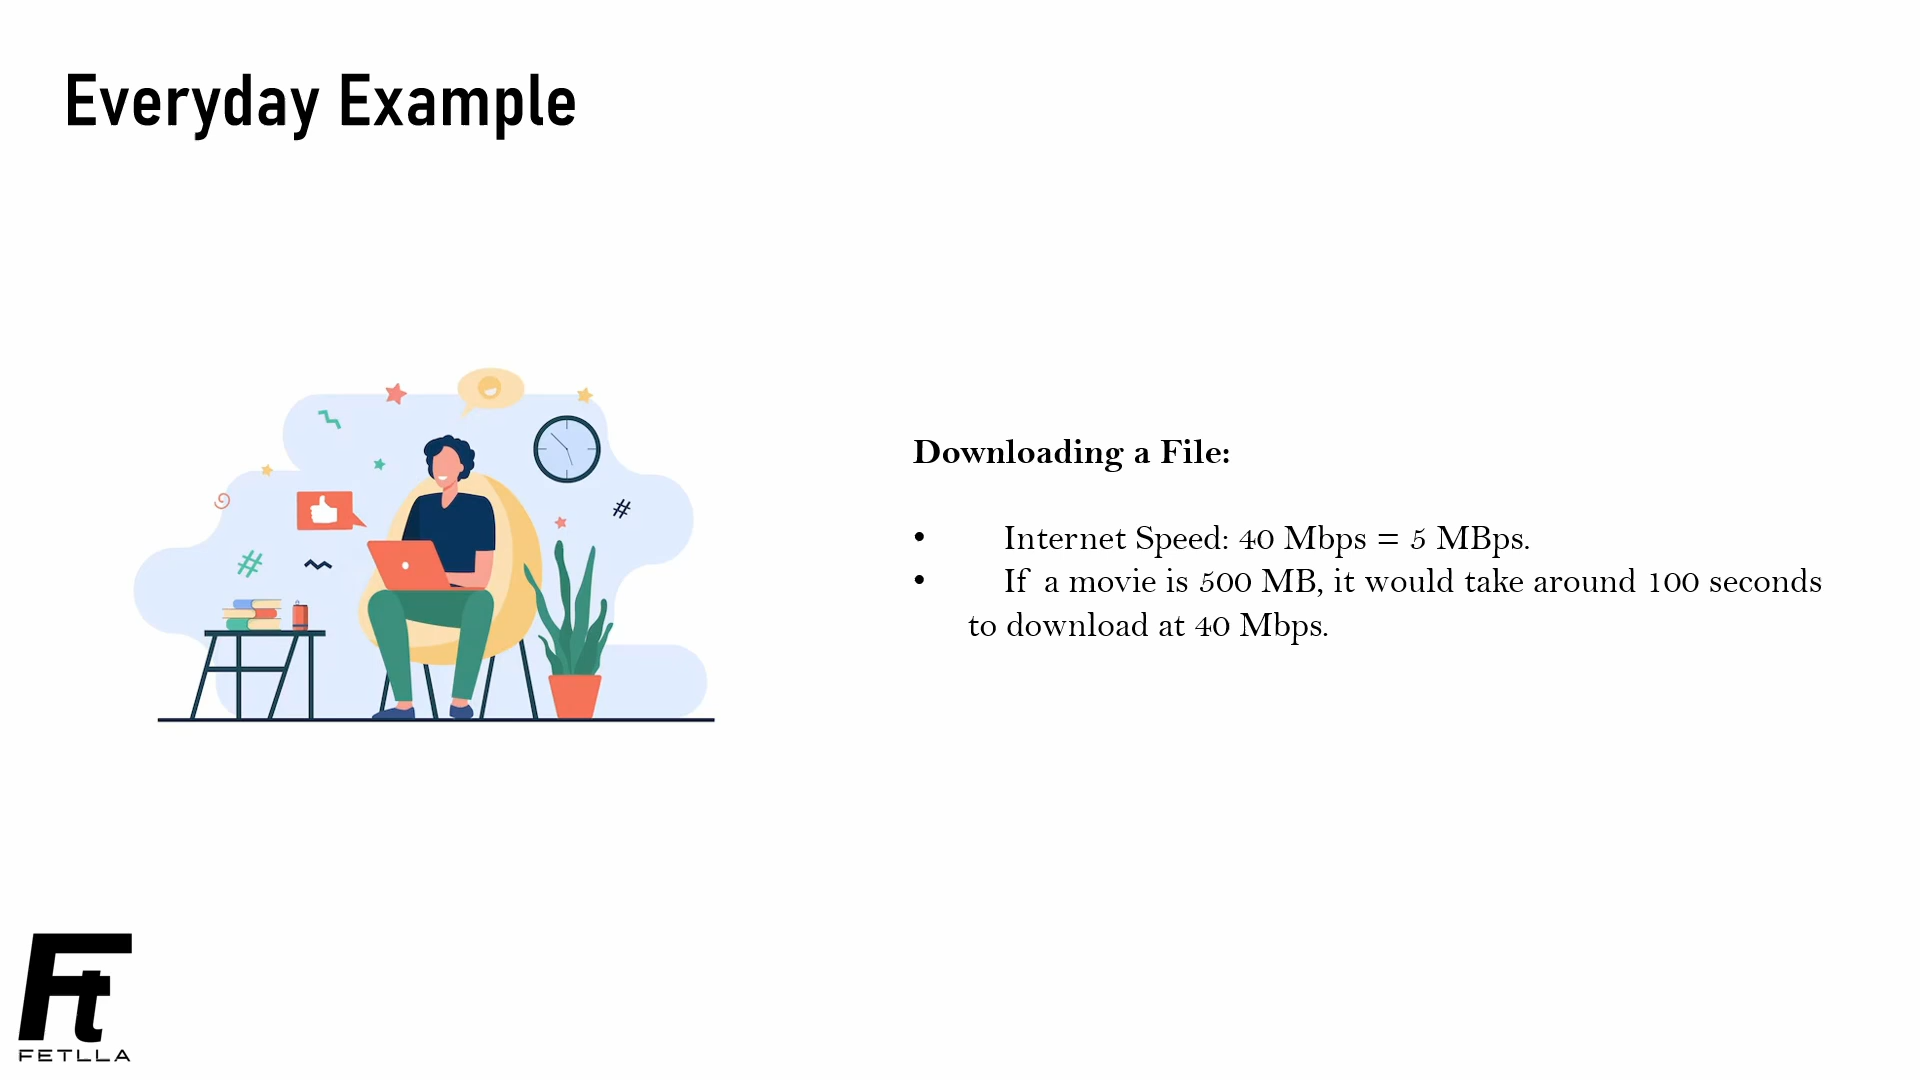 Everyday Example
Downloading a File:
• Internet Speed: 40 Mbps = 5 MBps.
• If a movie is 500 MB, it would take around 100 seconds
to download at 40 Mbps.
#
#
Ft
FETLLA